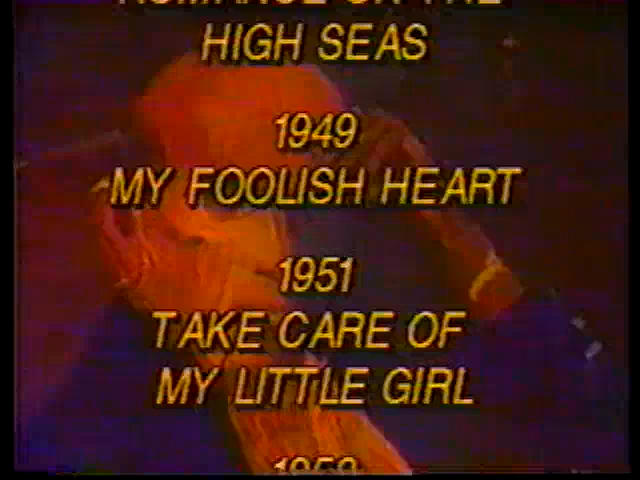 HIGH SEAS
1949
MY FOOLISH HEART
1951
TAKE CARE OF
MY LITTLE GIRL